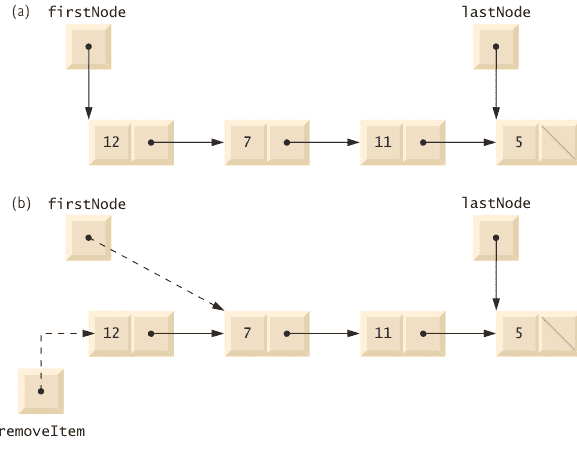 (a) firstNode lastNode
12 7 11 5
(b) firstNode lastNode
12 7 11 5
removeItem